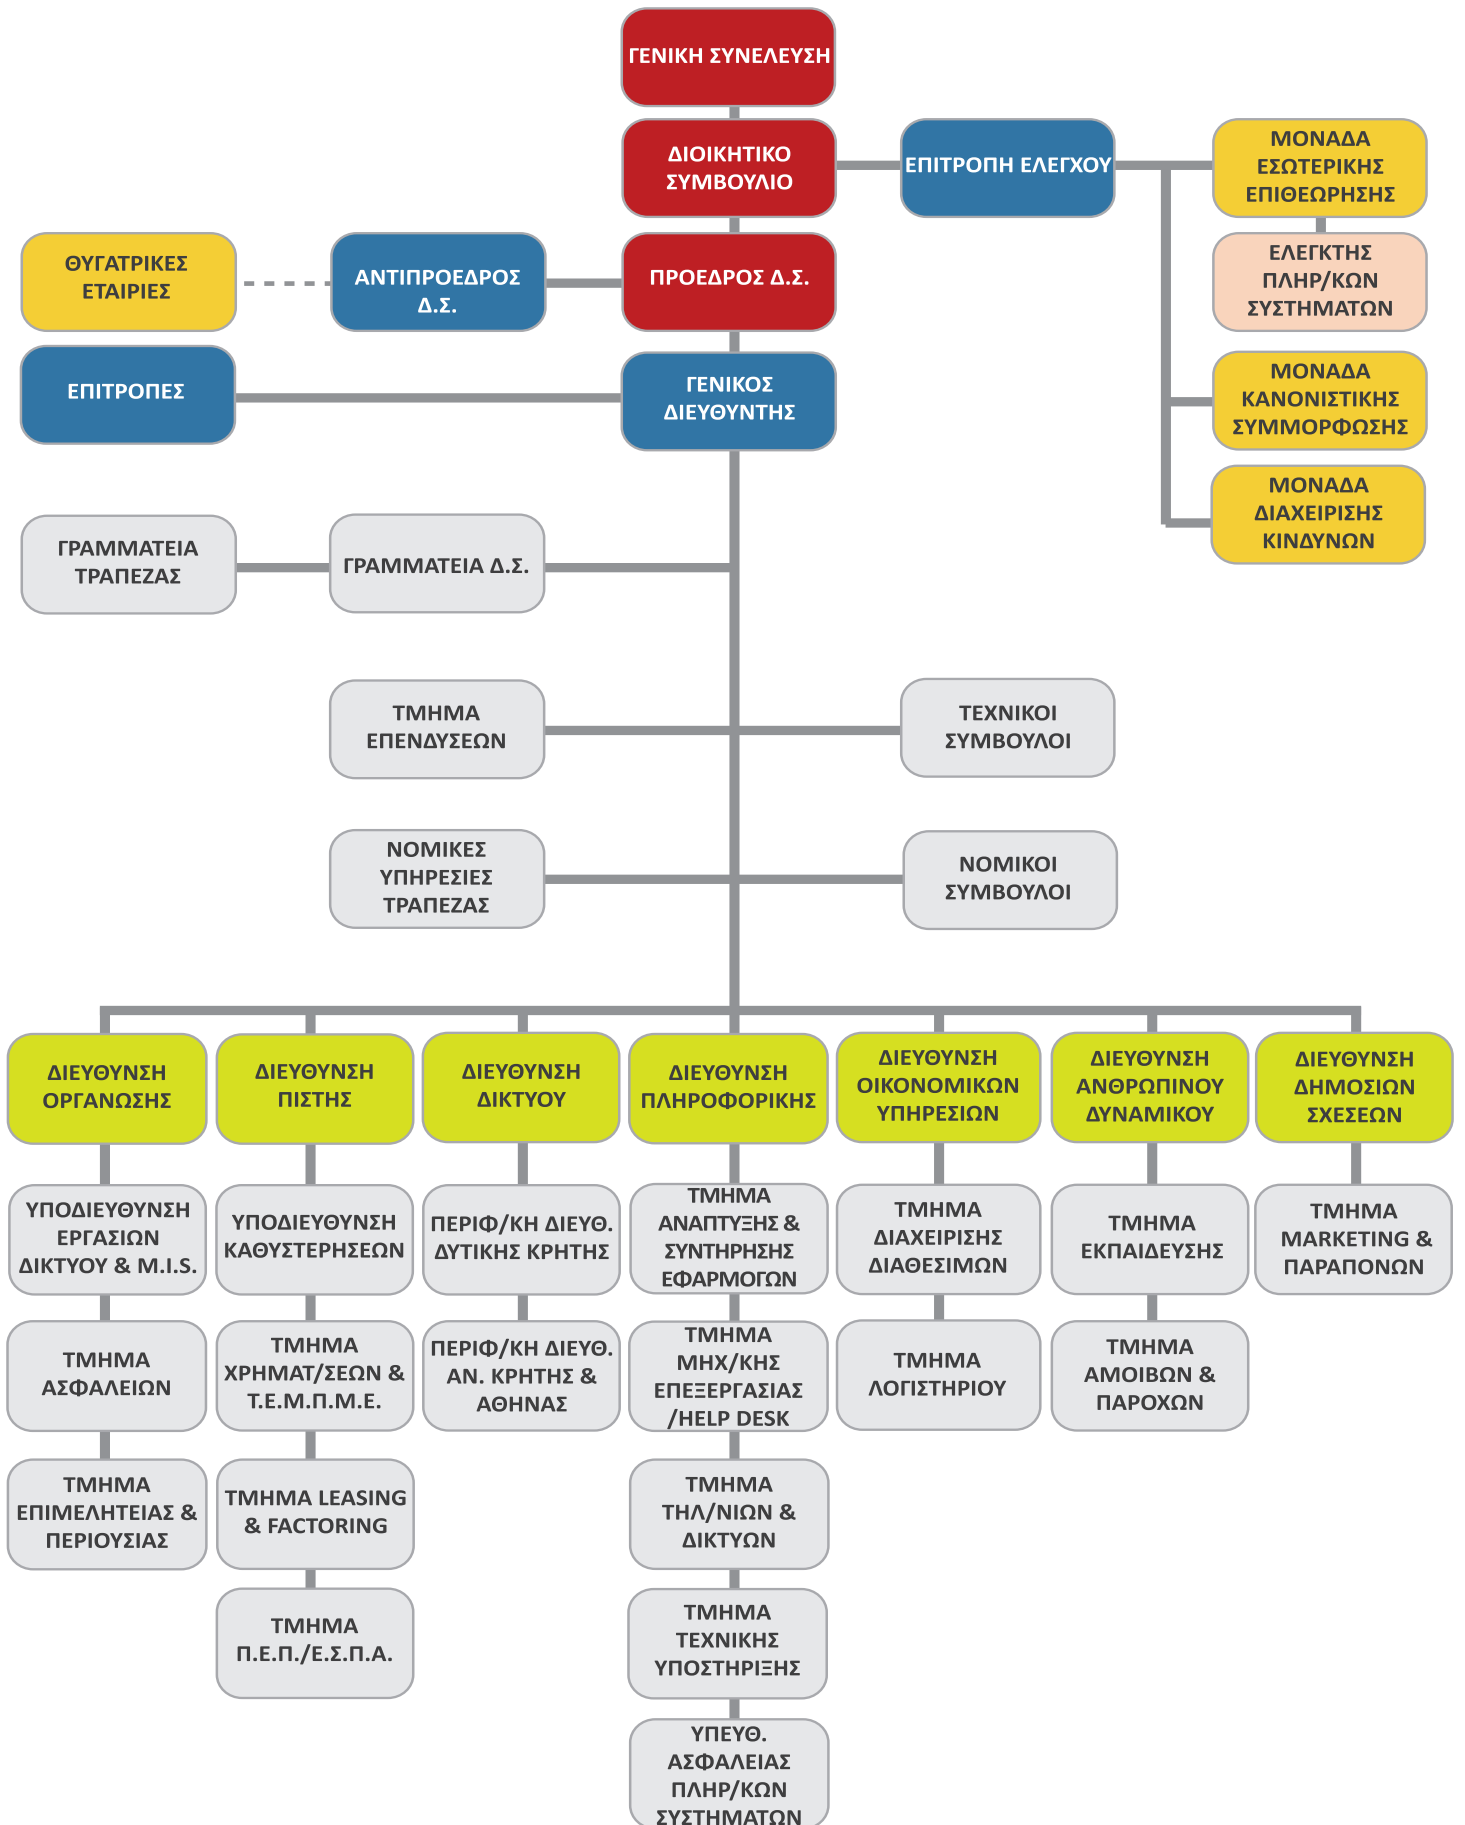 ΓΕΝΙΚΗ ΣΥΝΕΛΕΥΣΗ
ΔΙΟΙΚΗΤΙΚΟ
ΣΥΜΒΟΥΛΙΟ
ΕΠΙΤΡΟΠΗ ΕΛΕΓΧΟΥ
ΜΟΝΑΔΑ
ΕΣΩΤΕΡΙΚΗΣ
ΕΠΙΘΕΩΡΗΣΗΣ
ΘΥΓΑΤΡΙΚΕΣ
ΕΤΑΙΡΙΕΣ
ΑΝΤΙΠΡΟΕΔΡΟΣ
Δ.Σ.
ΠΡΟΕΔΡΟΣ Δ.Σ.
ΕΛΕΓΚΤΗΣ
ΠΛΗΡ/ΚΩΝ
ΣΥΣΤΗΜΑΤΩΝ
ΕΠΙΤΡΟΠΕΣ
ΓΕΝΙΚΟΣ
ΔΙΕΥΘΥΝΤΗΣ
ΜΟΝΑΔΑ
ΚΑΝΟΝΙΣΤΙΚΗΣ
ΣΥΜΜΟΡΦΩΣΗΣ
ΜΟΝΑΔΑ
ΔΙΑΧΕΙΡΙΣΗΣ
ΚΙΝΔΥΝΩΝ
ΓΡΑΜΜΑΤΕΙΑ
ΤΡΑΠΕΖΑΣ
ΓΡΑΜΜΑΤΕΙΑ Δ.Σ.
ΤΜΗΜΑ
ΕΠΕΝΔΥΣΕΩΝ
ΤΕΧΝΙΚΟΙ
ΣΥΜΒΟΥΛΟΙ
ΝΟΜΙΚΕΣ
ΥΠΗΡΕΣΙΕΣ
ΤΡΑΠΕΖΑΣ
ΝΟΜΙΚΟΙ
ΣΥΜΒΟΥΛΟΙ
ΔΙΕΥΘΥΝΣΗ
ΟΡΓΑΝΩΣΗΣ
ΔΙΕΥΘΥΝΣΗ
ΠΙΣΤΗΣ
ΔΙΕΥΘΥΝΣΗ
ΔΙΚΤΥΟΥ
ΔΙΕΥΘΥΝΣΗ
ΠΛΗΡΟΦΟΡΙΚΗΣ
ΔΙΕΥΘΥΝΣΗ
ΟΙΚΟΝΟΜΙΚΩΝ
ΥΠΗΡΕΣΙΩΝ
ΔΙΕΥΘΥΝΣΗ
ΑΝΘΡΩΠΙΝΟΥ
ΔΥΝΑΜΙΚΟΥ
ΔΙΕΥΘΥΝΣΗ
ΔΗΜΟΣΙΩΝ
ΣΧΕΣΕΩΝ
ΥΠΟΔΙΕΥΘΥΝΣΗ
ΕΡΓΑΣΙΩΝ
ΔΙΚΤΥΟΥ & M.I.S.
ΥΠΟΔΙΕΥΘΥΝΣΗ
ΚΑΘΥΣΤΕΡΗΣΕΩΝ
ΠΕΡΙΦ/ΚΗ ΔΙΕΥΘ.
ΔΥΤΙΚΗΣ ΚΡΗΤΗΣ
ΤΜΗΜΑ
ΑΝΑΠΤΥΞΗΣ &
ΣΥΝΤΗΡΗΣΗΣ
ΕΦΑΡΜΟΓΩΝ
ΤΜΗΜΑ
ΔΙΑΧΕΙΡΙΣΗΣ
ΔΙΑΘΕΣΙΜΩΝ
ΤΜΗΜΑ
ΕΚΠΑΙΔΕΥΣΗΣ
ΤΜΗΜΑ
MARKETING &
ΠΑΡΑΠΟΝΩΝ
ΤΜΗΜΑ
ΑΣΦΑΛΕΙΩΝ
ΤΜΗΜΑ
ΧΡΗΜΑΤ/ΣΕΩΝ &
Τ.Ε.Μ.Π.Μ.Ε.
ΠΕΡΙΦ/ΚΗ ΔΙΕΥΘ.
ΑΝ. ΚΡΗΤΗΣ &
ΑΘΗΝΑΣ
ΤΜΗΜΑ
ΜΗΧ/ΚΗΣ
ΕΠΕΞΕΡΓΑΣΙΑΣ
/HELP DESK
ΤΜΗΜΑ
ΛΟΓΙΣΤΗΡΙΟΥ
ΤΜΗΜΑ
ΑΜΟΙΒΩΝ &
ΠΑΡΟΧΩΝ
ΤΜΗΜΑ
ΕΠΙΜΕΛΗΤΕΙΑΣ &
ΠΕΡΙΟΥΣΙΑΣ
ΤΜΗΜΑ LEASING
& FACTORING
ΤΜΗΜΑ
ΤΗΛ/ΝΙΩΝ &
ΔΙΚΤΥΩΝ
ΤΜΗΜΑ
Π.Ε.Π./Ε.Σ.Π.Α.
ΤΜΗΜΑ
ΤΕΧΝΙΚΗΣ
ΥΠΟΣΤΗΡΙΞΗΣ
ΥΠΕΥΘ.
ΑΣΦΑΛΕΙΑΣ
ΠΛΗΡ/ΚΩΝ
ΣΥΣΤΗΜΑΤΩΝ